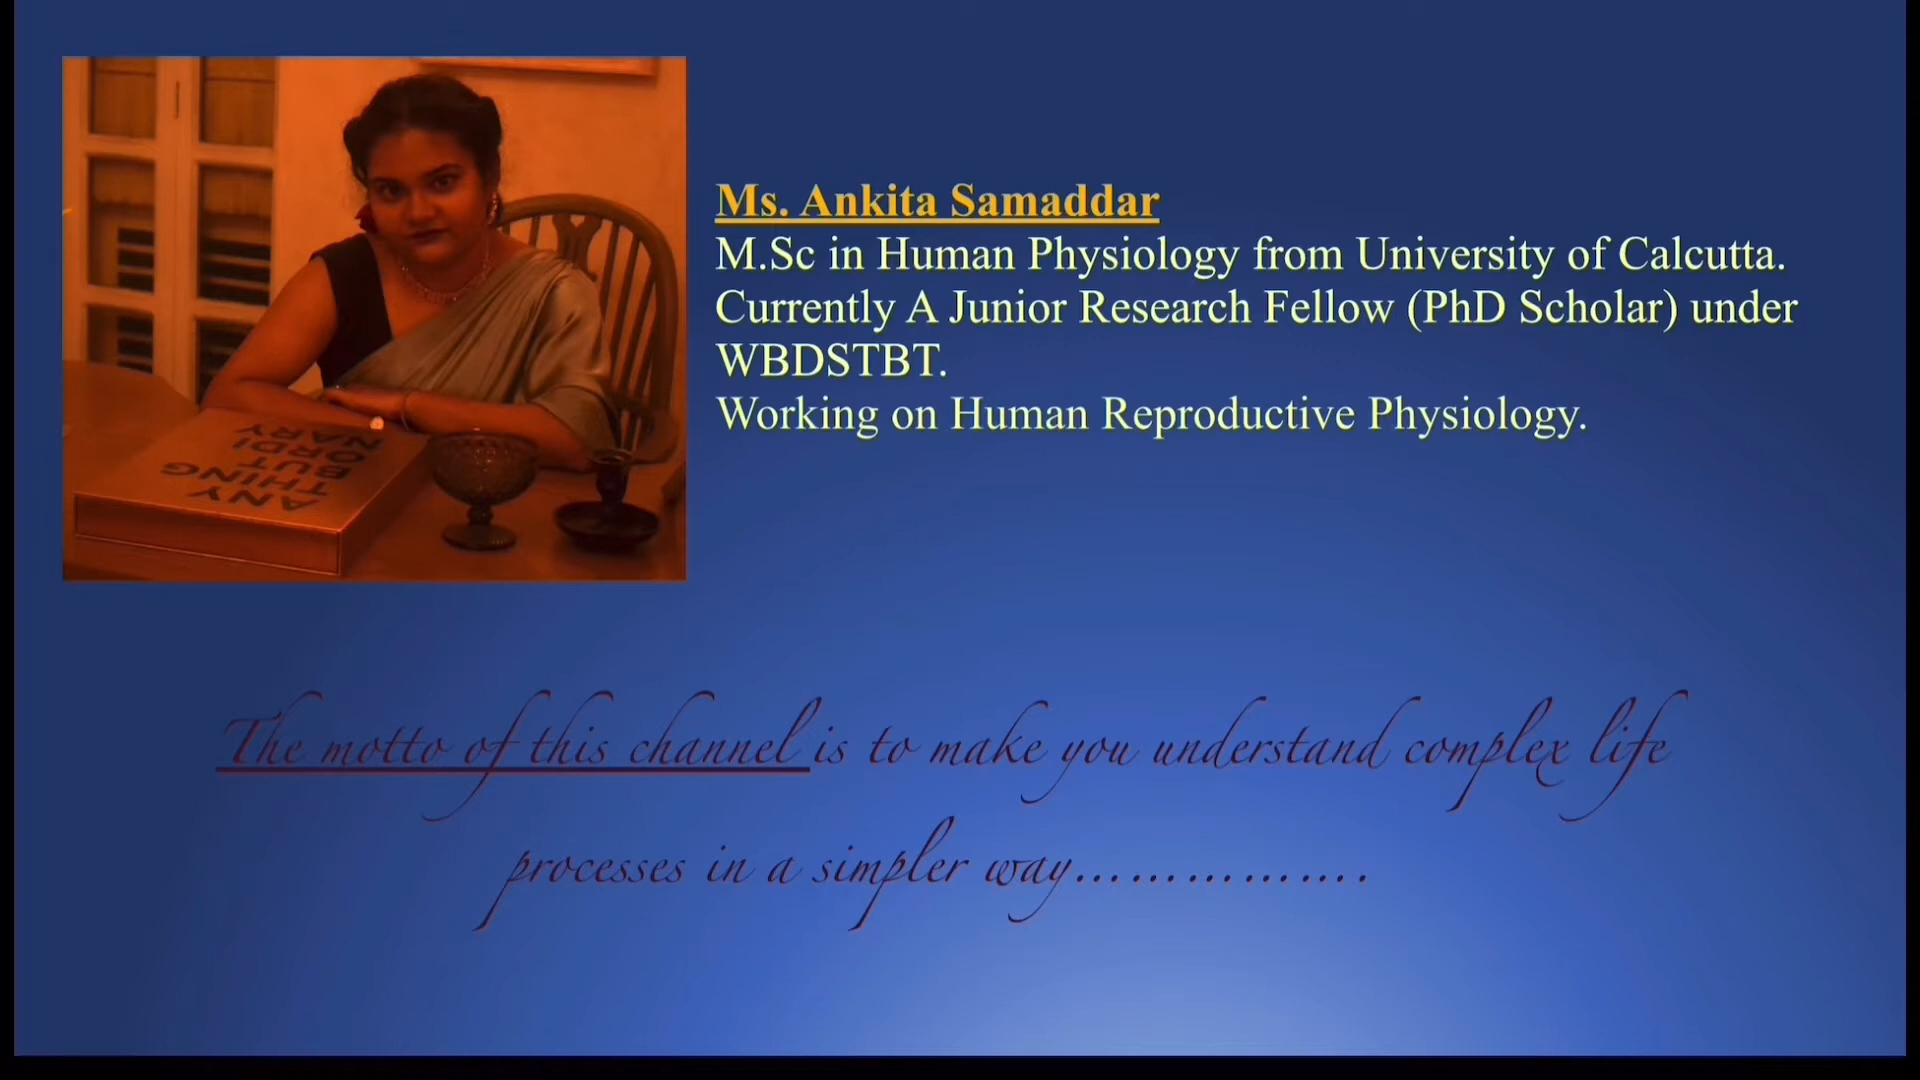 Ms. Ankita Samaddar
M.Sc in Human Physiology from University of Calcutta.
Currently A Junior Research Fellow (PhD Scholar) under
WBDSTBT.
Working on Human Reproductive Physiology.
ANY
THING
BUT
ORDI
NARY
The motto of this channel is to make you understand complex life
processes in a simpler way................